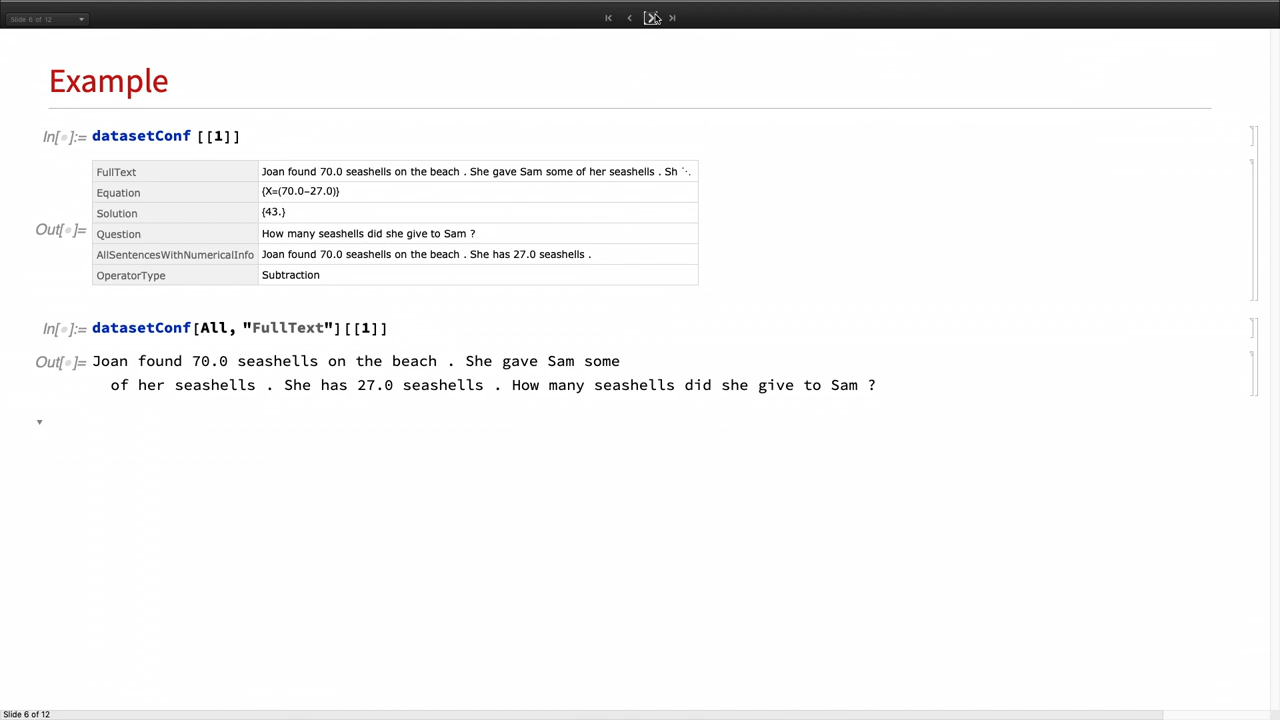 Slide 6 of 12
Example
In[ ]:= datasetConf [[1]]
FullText Joan found 70.0 seashells on the beach . She gave Sam some of her seashells . Sh ⋱
Equation {X=(70.0-27.0)}
Solution {43.}
Out[ ]= Question How many seashells did she give to Sam ?
AllSentencesWithNumericalInfo Joan found 70.0 seashells on the beach . She has 27.0 seashells .
OperatorType Subtraction
In[ ]:= datasetConf[All, "FullText"][[1]]
Out[ ]= Joan found 70.0 seashells on the beach . She gave Sam some
of her seashells . She has 27.0 seashells . How many seashells did she give to Sam ?
Slide 6 of 12